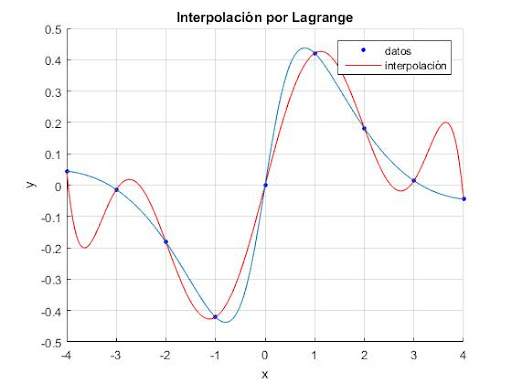 Interpolación por Lagrange
0.5
datos
interpolación
0.4
0.3
0.2
0.1
0
-0.1
-0.2
-0.3
-0.4
-0.5
y
-4 -3 -2 -1 0 1 2 3 4
x